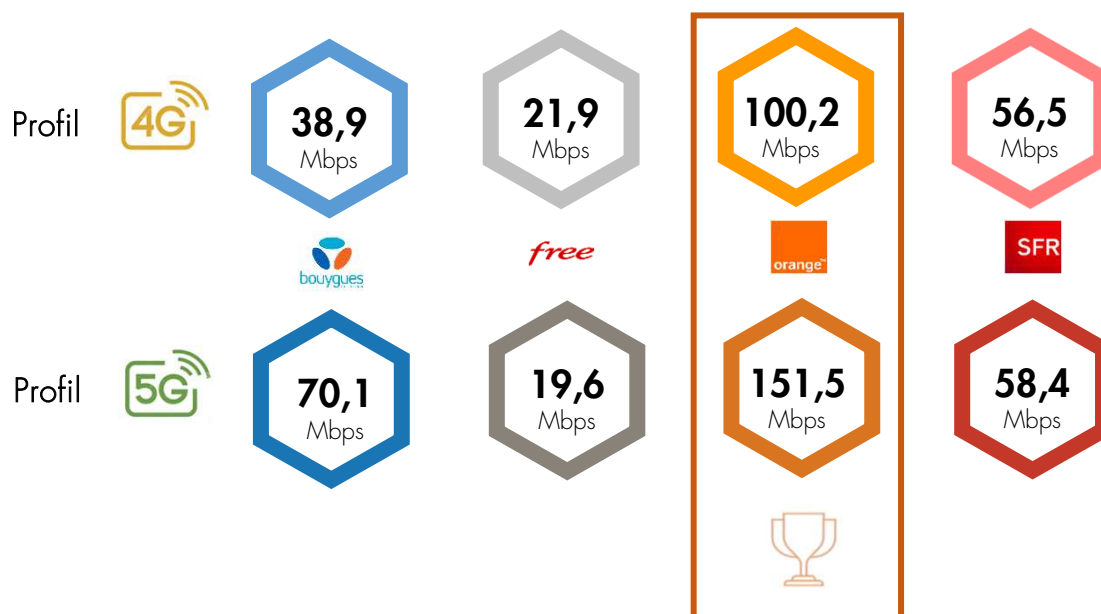 Profil 4G 38,9 Mbps 21,9 Mbps 100,2 Mbps 56,5 Mbps
bouygues free orange™ SFR
Profil 5G 70,1 Mbps 19,6 Mbps 151,5 Mbps 58,4 Mbps